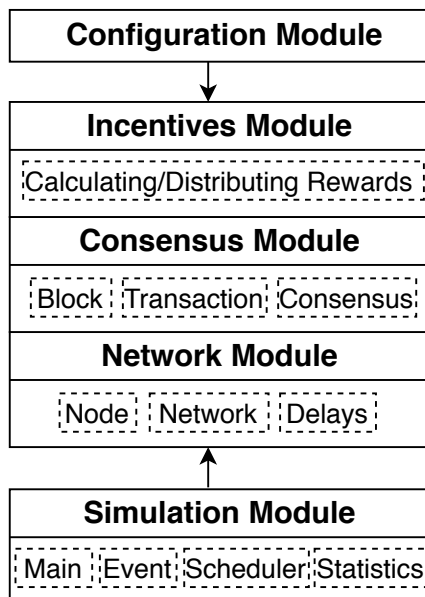 Configuration Module
Incentives Module
Calculating/Distributing Rewards
Consensus Module
Block Transaction Consensus
Network Module
Node Network Delays
Simulation Module
Main Event Scheduler Statistics